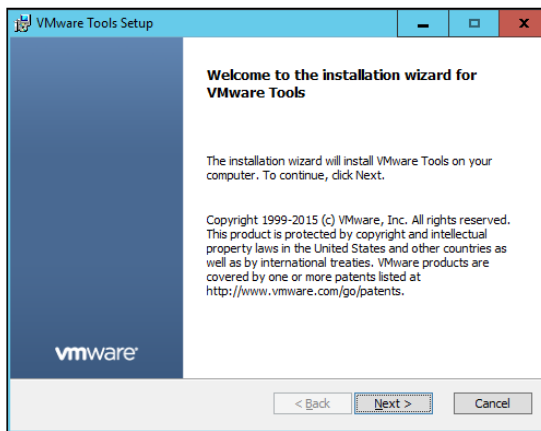 VMware Tools Setup
Welcome to the installation wizard for
VMware Tools
The installation wizard will install VMware Tools on your
computer. To continue, click Next.
Copyright 1999-2015 (c) VMware, Inc. All rights reserved.
This product is protected by copyright and intellectual
property laws in the United States and other countries as
well as by international treaties. VMware products are
covered by one or more patents listed at
http://www.vmware.com/go/patents.
vmware
< Back Next > Cancel